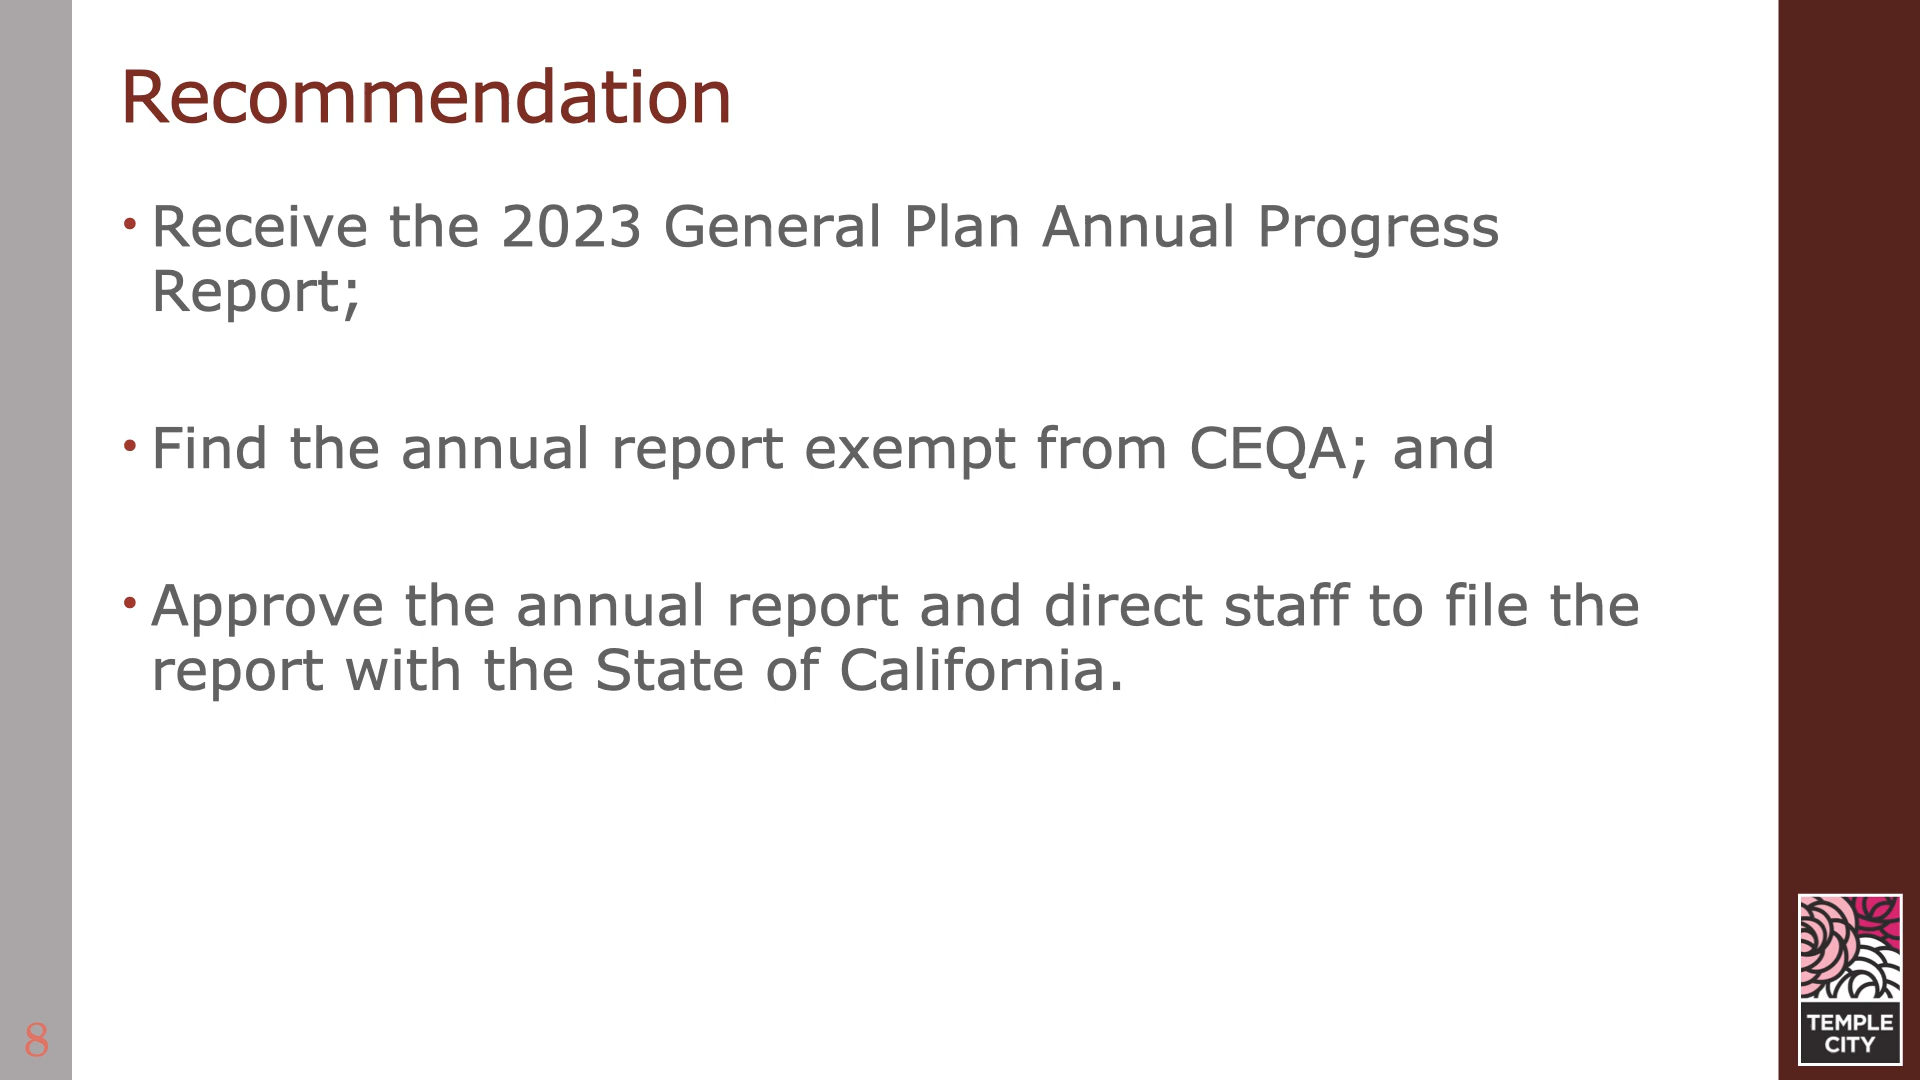 Recommendation
• Receive the 2023 General Plan Annual Progress
Report;
• Find the annual report exempt from CEQA; and
• Approve the annual report and direct staff to file the
report with the State of California.
8
TEMPLE
CITY